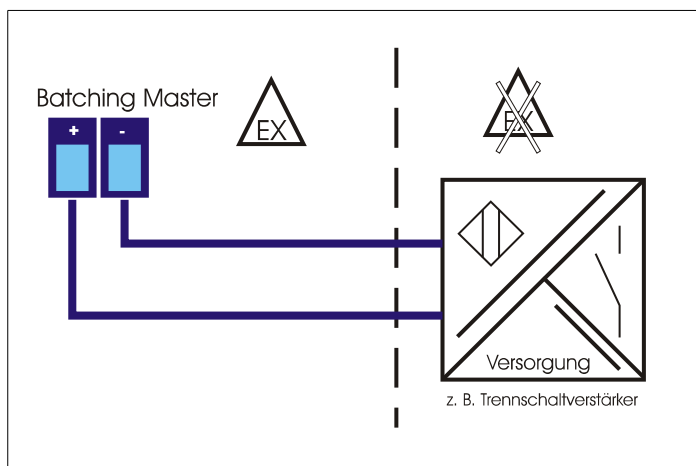 Batching Master
+ -
EX
EX
Versorgung
z. B. Trennschaltverstärker